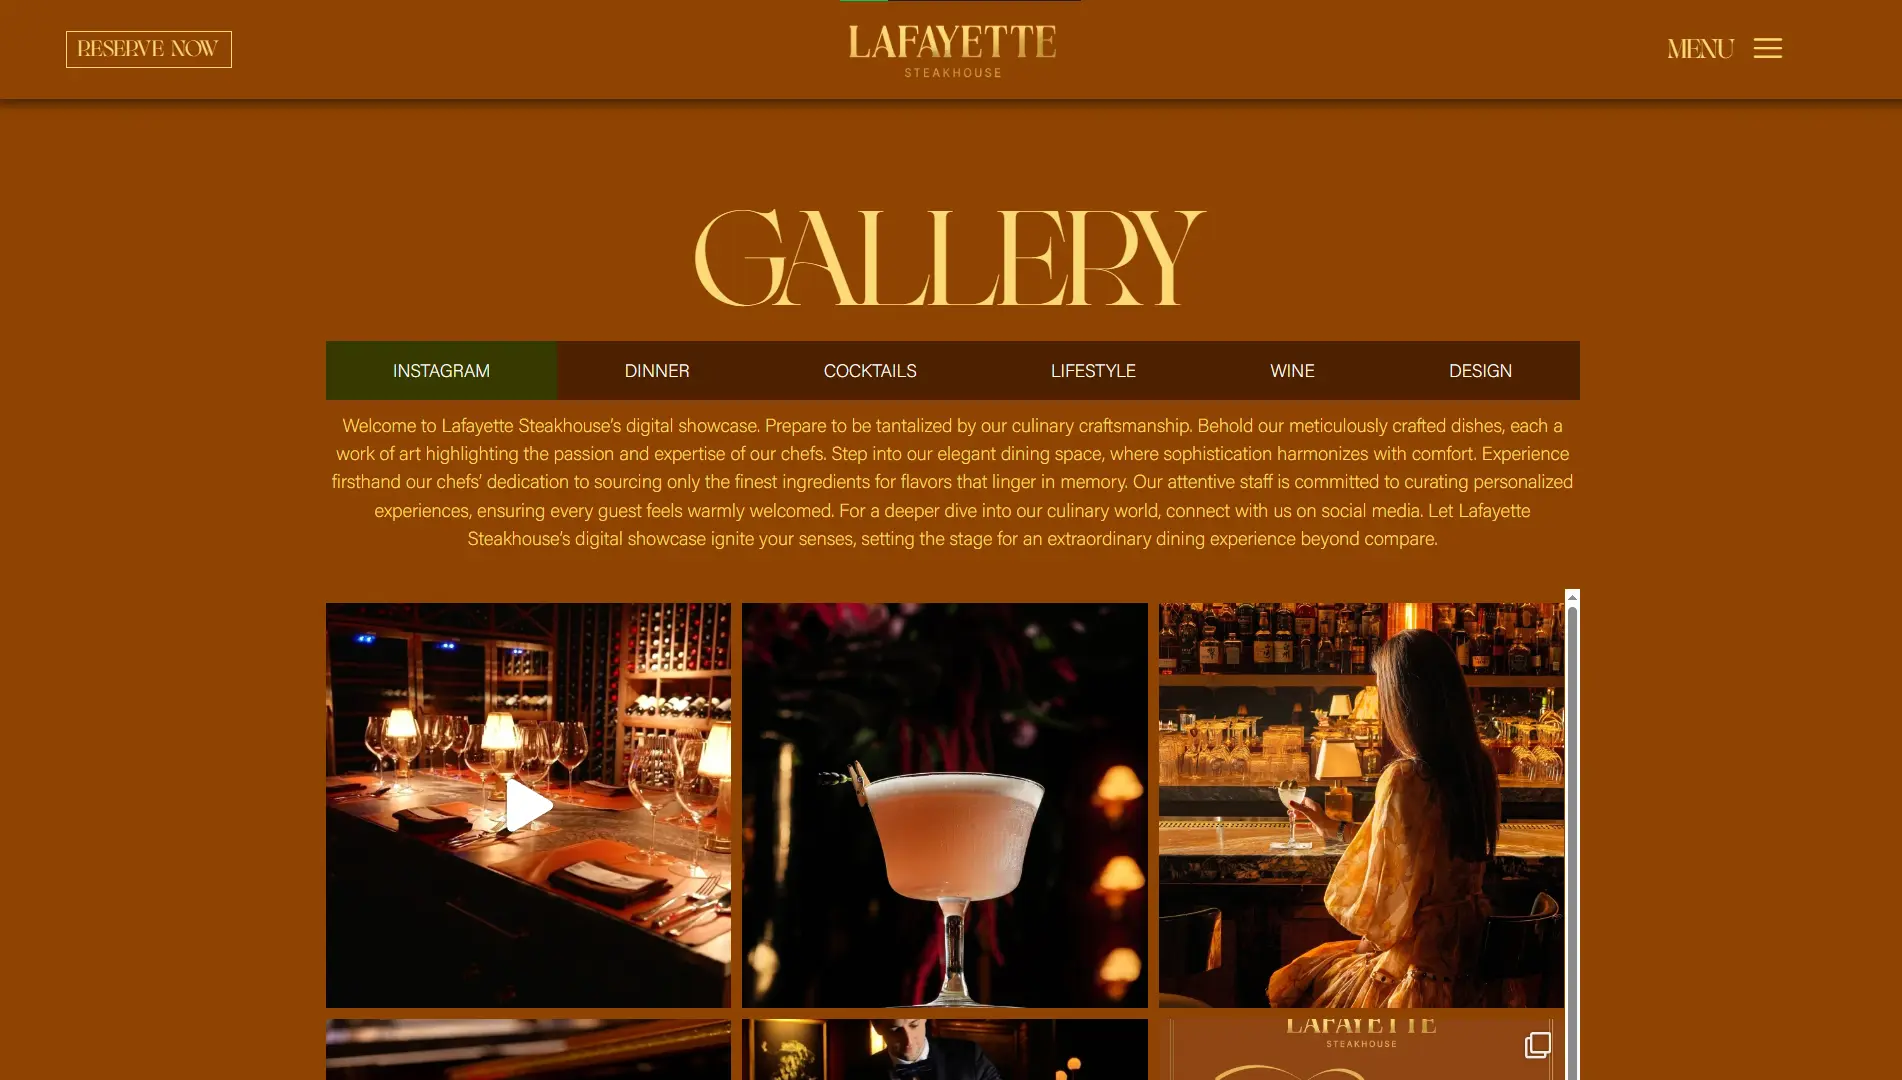 RESERVE NOW
LAFAYETTE
STEAKHOUSE
MENU
GALLERY
INSTAGRAM
DINNER
COCKTAILS
LIFESTYLE
WINE
DESIGN
Welcome to Lafayette Steakhouse’s digital showcase. Prepare to be tantalized by our culinary craftsmanship. Behold our meticulously crafted dishes, each a
work of art highlighting the passion and expertise of our chefs. Step into our elegant dining space, where sophistication harmonizes with comfort. Experience
firsthand our chefs’ dedication to sourcing only the finest ingredients for flavors that linger in memory. Our attentive staff is committed to curating personalized
experiences, ensuring every guest feels warmly welcomed. For a deeper dive into our culinary world, connect with us on social media. Let Lafayette
Steakhouse’s digital showcase ignite your senses, setting the stage for an extraordinary dining experience beyond compare.
LAFAYETTE
STEAKHOUSE